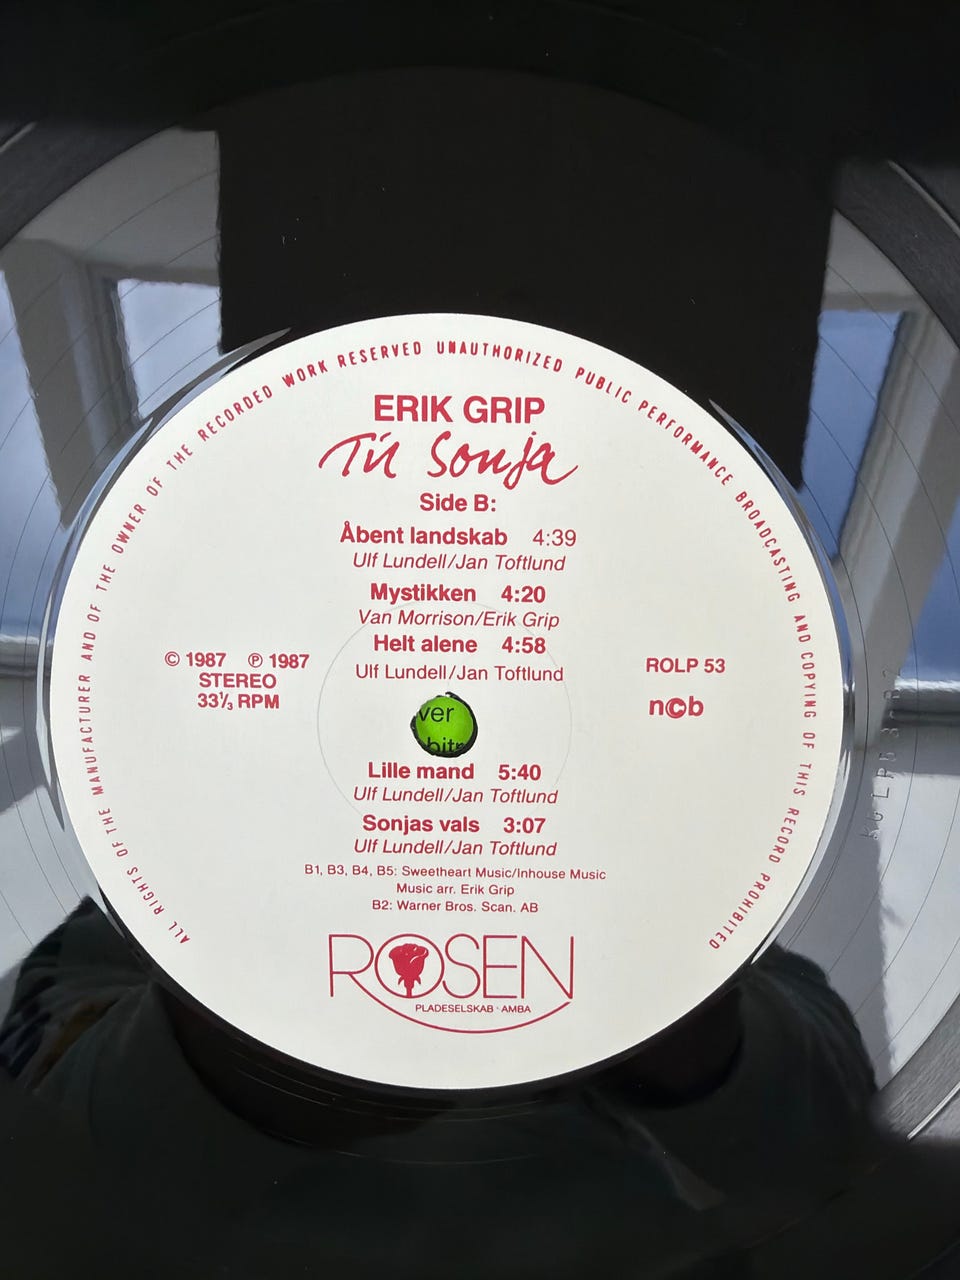 ALL RIGHTS OF THE MANUFACTURER AND OF THE OWNER OF THE RECORDED WORK RESERVED UNAUTHORIZED PUBLIC PERFORMANCE BROADCASTING AND COPYING OF THIS RECORD PROHIBITED
ERIK GRIP
Til Sonja
Side B:
Åbent landskab 4:39
Ulf Lundell/Jan Toftlund
Mystikken 4:20
Van Morrison/Erik Grip
Helt alene 4:58
Ulf Lundell/Jan Toftlund
© 1987 ℗ 1987
STEREO
33⅓ RPM
ROLP 53
ncb
ver
bitr
Lille mand 5:40
Ulf Lundell/Jan Toftlund
Sonjas vals 3:07
Ulf Lundell/Jan Toftlund
B1, B3, B4, B5: Sweetheart Music/Inhouse Music
Music arr. Erik Grip
B2: Warner Bros. Scan. AB
ROSEN
PLADESELSKAB · AMBA